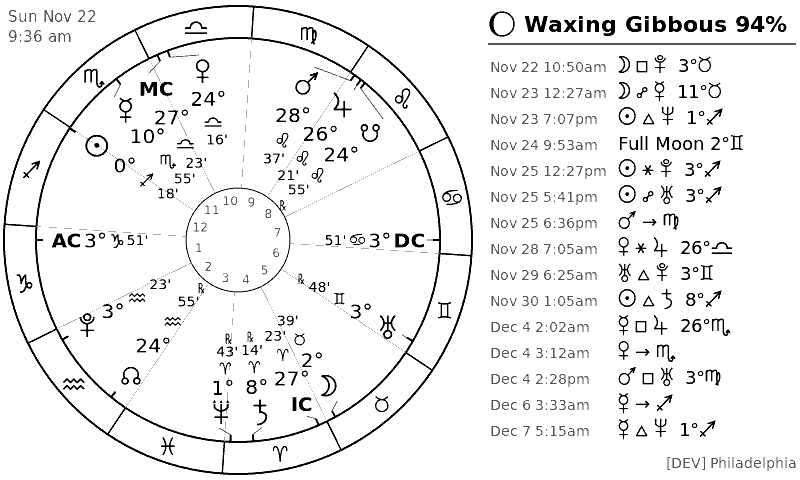 Sun Nov 22
9:36 am
Waxing Gibbous 94%
Nov 22 10:50am ☽ □ ♇ 3°♉
Nov 23 12:27am ☽ ☍ ☿ 11°♉
Nov 23 7:07pm ☉ △ ♆ 1°♐
Nov 24 9:53am Full Moon 2°♊
Nov 25 12:27pm ☉ ⚹ ♇ 3°♐
Nov 25 5:41pm ☉ ☍ ♅ 3°♐
Nov 25 6:36pm ♂ → ♍
Nov 28 7:05am ♀ ⚹ ♃ 26°♎
Nov 29 6:25am ♅ △ ♇ 3°♊
Nov 30 1:05am ☉ △ ♄ 8°♐
Dec 4 2:02am ☿ □ ♃ 26°♏
Dec 4 3:12am ♀ → ♏
Dec 4 2:28pm ♂ □ ♅ 3°♍
Dec 6 3:33am ☿ → ♐
Dec 7 5:15am ☿ △ ♆ 1°♐
[DEV] Philadelphia
♎
♍
♌
♋
♊
♉
♈
♓
♒
♑
♐
♏
MC 27° ♎ 23'
♀ 24° ♎ 16'
☿ 10° ♏ 55'
☉ 0° ♐ 18'
♂ 28° ♌ 37'
♃ 26° ♌ 21'
☋ 24° ♌ 55' ℞
AC 3° ♑ 51'
51' ♋ 3° DC
♇ 3° ♒ 23'
☊ 24° ♒ 55' ℞
♆ 1° ♈ 43' ℞
♄ 8° ♈ 14' ℞
IC 27° ♈ 23'
☽ 2° ♉ 39'
♅ 3° ♊ 48' ℞
1
2
3
4
5
6
7
8
9
10
11
12